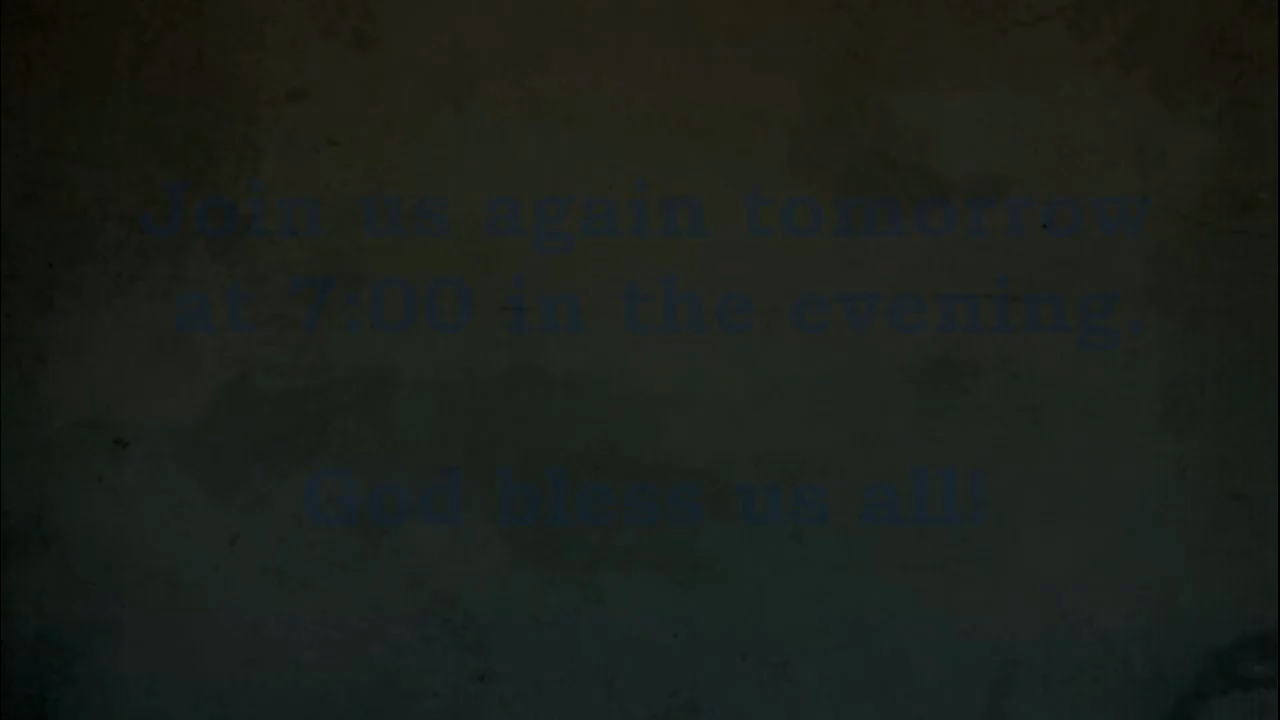 Join us again tomorrow
at 7:00 in the evening.
God bless us all!